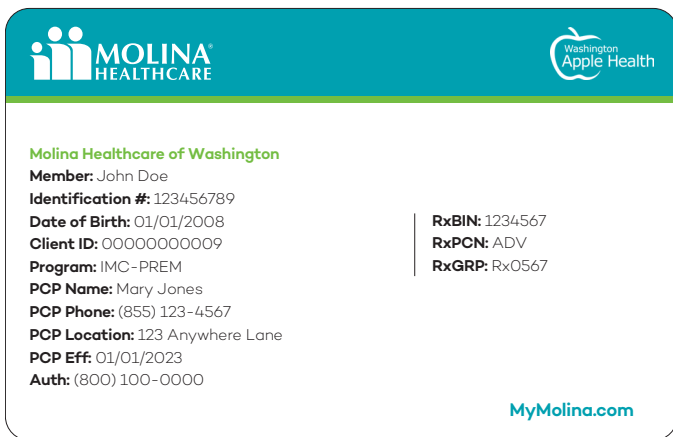 MOLINA®
HEALTHCARE
Washington
Apple Health
Molina Healthcare of Washington
Member: John Doe
Identification #: 123456789
Date of Birth: 01/01/2008
Client ID: 00000000009
Program: IMC-PREM
PCP Name: Mary Jones
PCP Phone: (855) 123-4567
PCP Location: 123 Anywhere Lane
PCP Eff: 01/01/2023
Auth: (800) 100-0000
RxBIN: 1234567
RxPCN: ADV
RxGRP: Rx0567
MyMolina.com